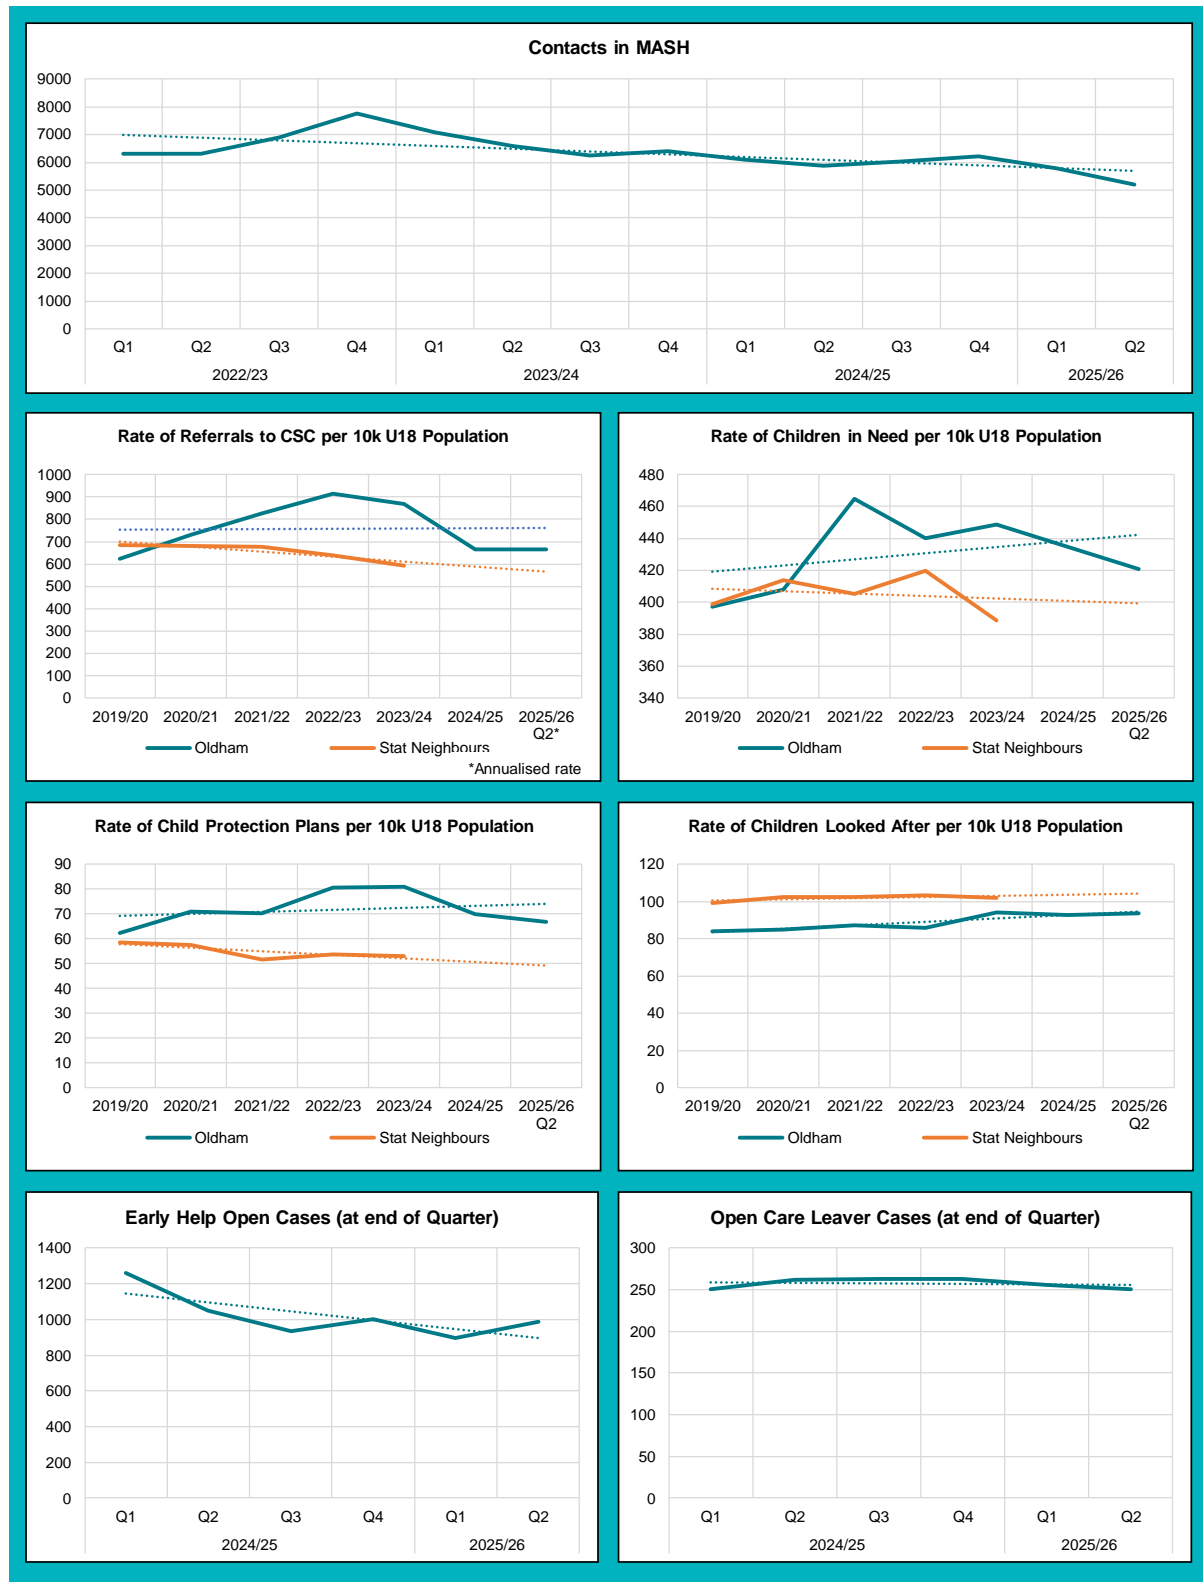 Contacts in MASH
9000
8000
7000
6000
5000
4000
3000
2000
1000
0
Q1 Q2 Q3 Q4 Q1 Q2 Q3 Q4 Q1 Q2 Q3 Q4 Q1 Q2
2022/23 2023/24 2024/25 2025/26
Rate of Referrals to CSC per 10k U18 Population
1000
900
800
700
600
500
400
300
200
100
0
2019/20 2020/21 2021/22 2022/23 2023/24 2024/25 2025/26
Q2*
Oldham Stat Neighbours
*Annualised rate
Rate of Children in Need per 10k U18 Population
480
460
440
420
400
380
360
340
2019/20 2020/21 2021/22 2022/23 2023/24 2024/25 2025/26
Q2
Oldham Stat Neighbours
Rate of Child Protection Plans per 10k U18 Population
90
80
70
60
50
40
30
20
10
0
2019/20 2020/21 2021/22 2022/23 2023/24 2024/25 2025/26
Q2
Oldham Stat Neighbours
Rate of Children Looked After per 10k U18 Population
120
100
80
60
40
20
0
2019/20 2020/21 2021/22 2022/23 2023/24 2024/25 2025/26
Q2
Oldham Stat Neighbours
Early Help Open Cases (at end of Quarter)
1400
1200
1000
800
600
400
200
0
Q1 Q2 Q3 Q4 Q1 Q2
2024/25 2025/26
Open Care Leaver Cases (at end of Quarter)
300
250
200
150
100
50
0
Q1 Q2 Q3 Q4 Q1 Q2
2024/25 2025/26